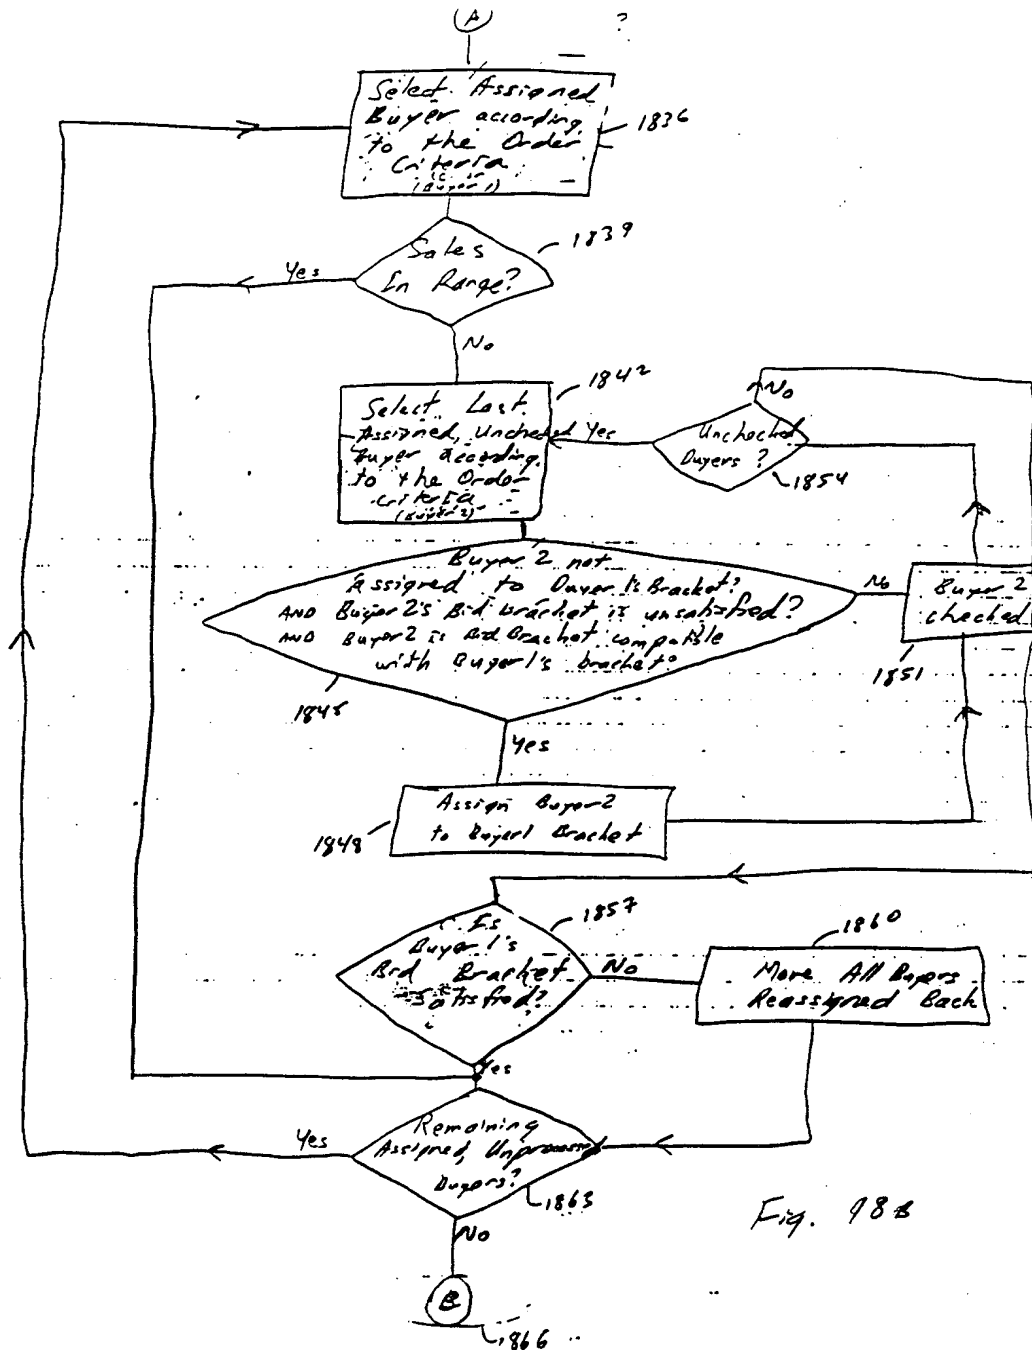 A
?
Select Assigned
Buyer according
to the Order
Criteria
(Buyer 1)
1836
Sales
In Range?
1839
Yes
No
Select Last
Assigned, Unchecked
Buyer according
to the Order
Criteria
(Buyer 2)
1842
Yes
No
Unchecked
Buyers?
1854
Buyer 2 not
Assigned to Buyer 1's Bracket?
AND Buyer 2's Bid bracket is unsatisfied?
AND Buyer 2's Bid Bracket compatible
with Buyer 1's bracket?
1845
No
Buyer 2
checked
1851
Yes
Assign Buyer 2
to Buyer 1 Bracket
1848
Is
Buyer 1's
Bid Bracket
Satisfied?
1857
No
Move All Buyers
Reassigned Back
1860
Yes
Remaining
Assigned, Unprocessed
Buyers?
1863
Yes
No
B
1866
Fig. 18B